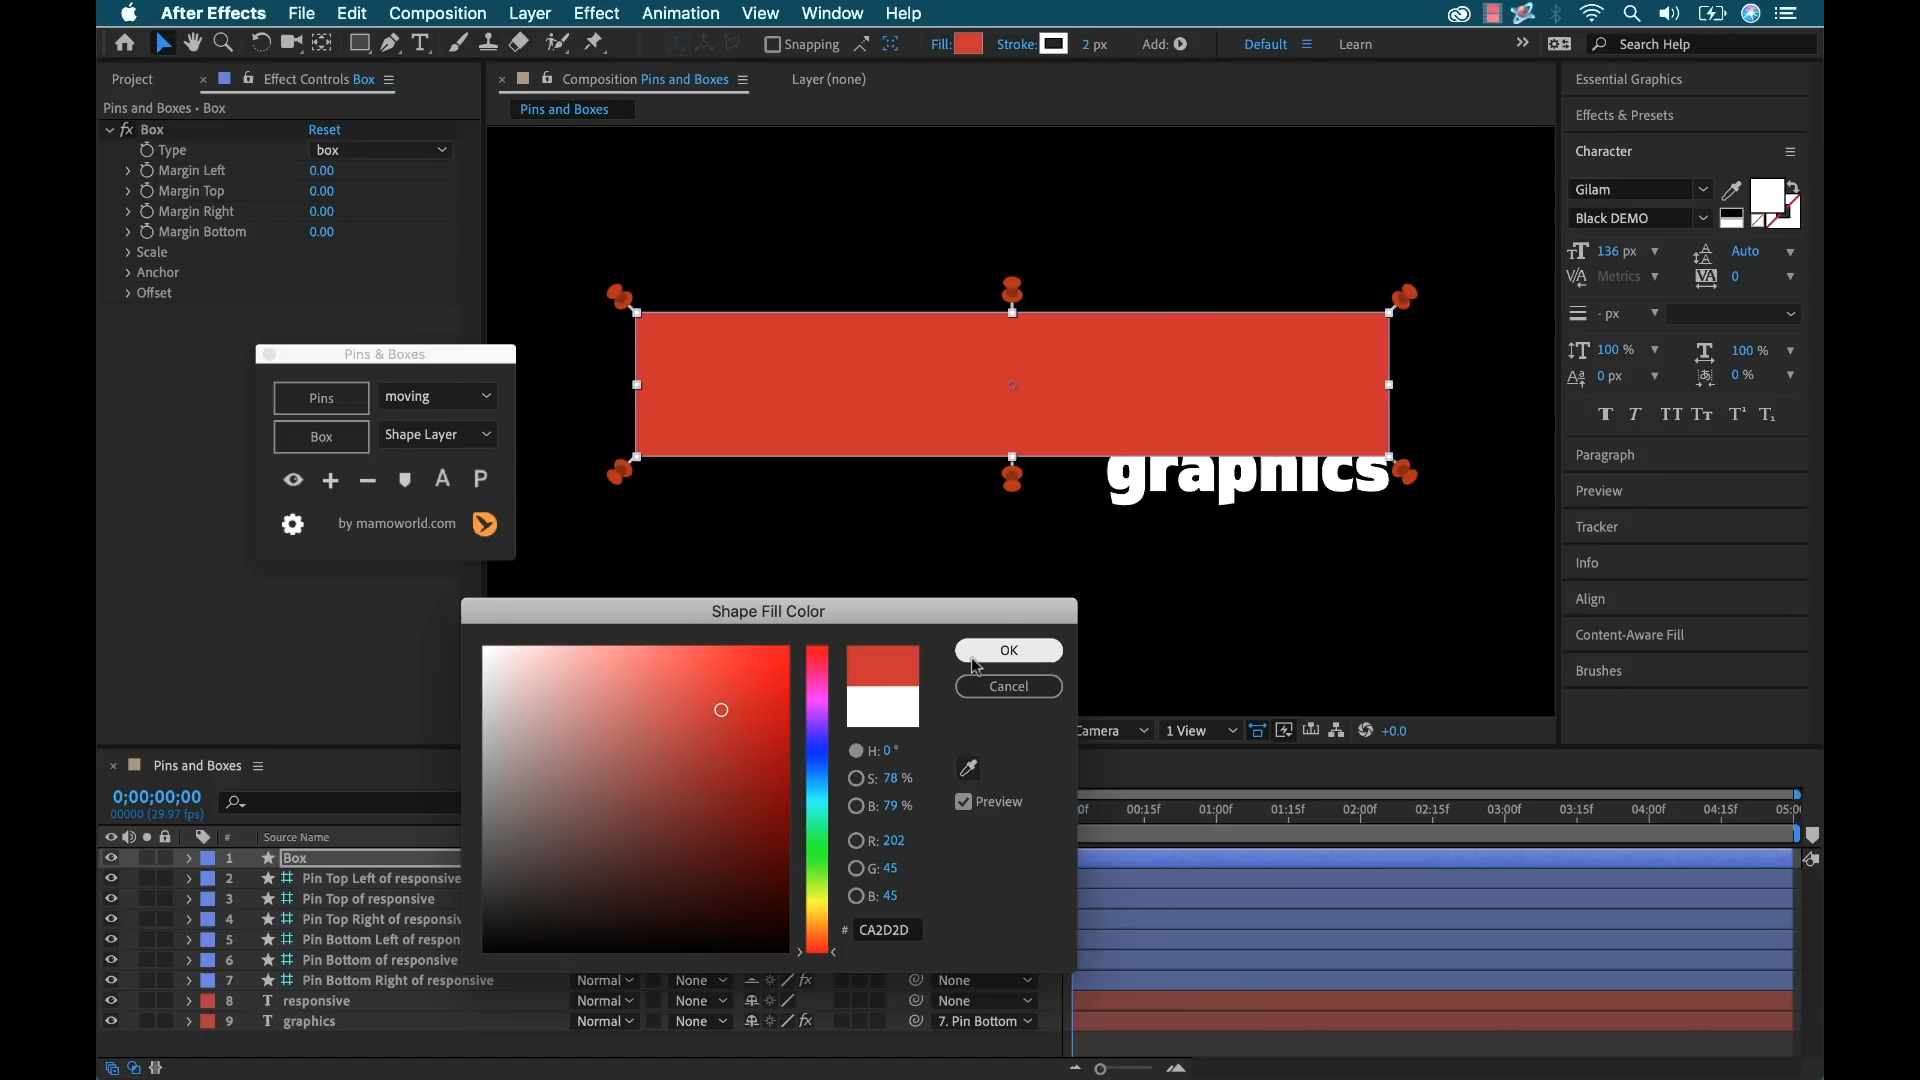 After Effects File Edit Composition Layer Effect Animation View Window Help
Snapping Fill: Stroke: 2 px Add: Default Learn Search Help
Project Effect Controls Box Composition Pins and Boxes Layer (none) Essential Graphics
Pins and Boxes • Box Pins and Boxes
Effects & Presets
fx Box Reset
Type box
Margin Left 0.00
Margin Top 0.00
Margin Right 0.00
Margin Bottom 0.00
Scale
Anchor
Offset
Character
Gilam
Black DEMO
136 px Auto
Metrics 0
- px
100 % 100 %
0 px 0 %
Paragraph
Preview
Tracker
Info
Align
Content-Aware Fill
Brushes
Pins & Boxes
Pins moving
Box Shape Layer
A P
by mamoworld.com
graphics
Camera 1 View +0.0
Shape Fill Color
OK
Cancel
H: 0 °
S: 78 %
B: 79 %
Preview
R: 202
G: 45
B: 45
# CA2D2D
Pins and Boxes
0;00;00;00
00000 (29.97 fps)
00:15f 01:00f 01:15f 02:00f 02:15f 03:00f 03:15f 04:00f 04:15f
# Source Name
1 Box
2 Pin Top Left of responsive
3 Pin Top of responsive
4 Pin Top Right of responsiv
5 Pin Bottom Left of respon
6 Pin Bottom of responsive
7 Pin Bottom Right of responsive Normal None fx None
8 T responsive Normal None None
9 T graphics Normal None fx 7. Pin Bottom